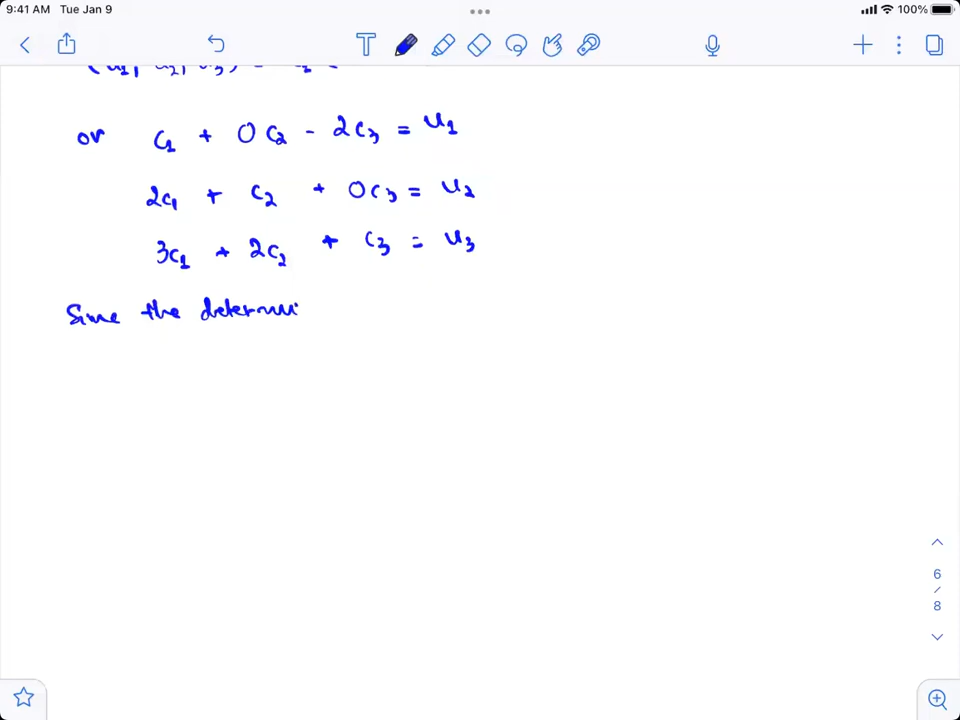 9:41 AM Tue Jan 9 100%
or c₁ + 0c₂ - 2c₃ = u₁
2c₁ + c₂ + 0c₃ = u₂
3c₁ + 2c₂ + c₃ = u₃
Since the determi
6
/
8